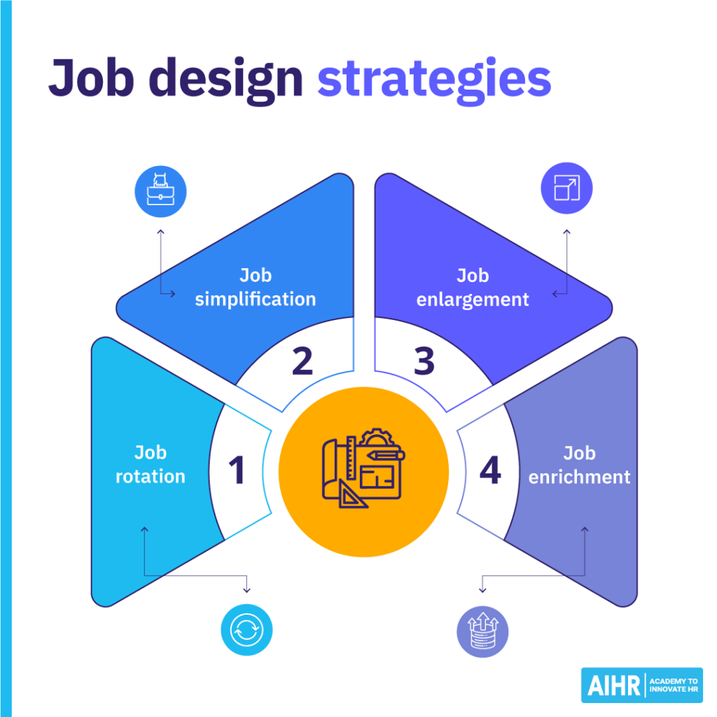 Job design strategies
Job
simplification
2
Job
enlargement
3
Job
rotation
1
Job
enrichment
4
AIHR
ACADEMY TO
INNOVATE HR